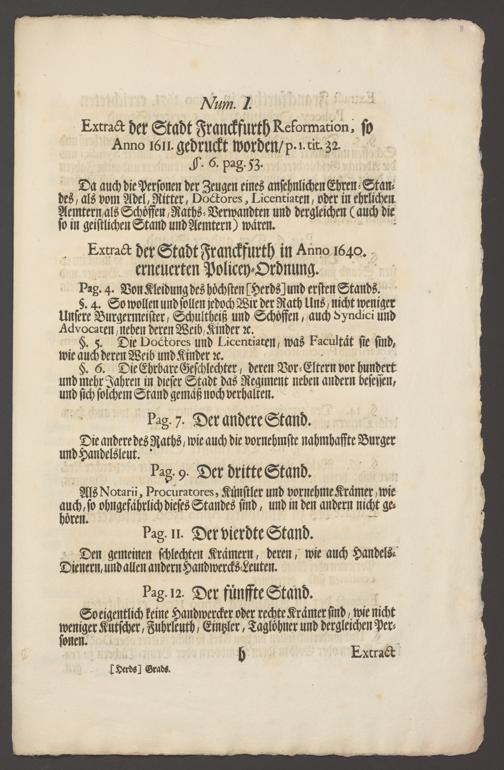 Num. I.
Extract der Stadt Franckfurth Reformation, so
Anno 1611. gedruckt worden/ p. 1. tit. 32.
§. 6. pag. 53.
Da auch die Personen der Zeugen eines ansehnlichen Ehren-Stan-
des, als vom Adel, Ritter, Doctores, Licentiaten, oder in ehrlichen
Aemtern, als Schöffen, Raths-Verwandten und dergleichen (auch die
so in geistlichen Stand und Aemtern) wären.
Extract der Stadt Franckfurth in Anno 1640.
erneuerten Policey-Ordnung.
Pag. 4. Von Kleidung des höchsten [Herds] und ersten Stands.
§. 4. So wollen und sollen jedoch Wir der Rath Uns, nicht weniger
Unsere Burgermeister, Schultheiß und Schöffen, auch Syndici und
Advocaten, neben deren Weib, Kinder ꝛc.
§. 5. Die Doctores und Licentiaten, was Facultät sie sind,
wie auch deren Weib und Kinder ꝛc.
§. 6. Die Ehrbare Geschlechter, deren Vor-Eltern vor hundert
und mehr Jahren in dieser Stadt das Regiment neben andern besessen,
und sich solchem Stand gemäß noch verhalten.
Pag. 7. Der andere Stand.
Die andere des Raths, wie auch die vornehmste nahmhaffte Burger
und Handelsleut.
Pag. 9. Der dritte Stand.
Als Notarii, Procuratores, Künstler und vornehme Krämer, wie
auch, so ohngefährlich dieses Standes sind, und in den andern nicht ge-
hören.
Pag. 11. Der vierdte Stand.
Den gemeinen schlechten Krämern, deren, wie auch Handels-
Dienern, und allen andern Handwercks-Leuten.
Pag. 12. Der fünffte Stand.
So eigentlich keine Handwercker oder rechte Krämer sind, wie nicht
weniger Kutscher, Fuhrleuth, Einzler, Taglöhner und dergleichen Per-
sonen.
b Extract
[Herds] Grads.